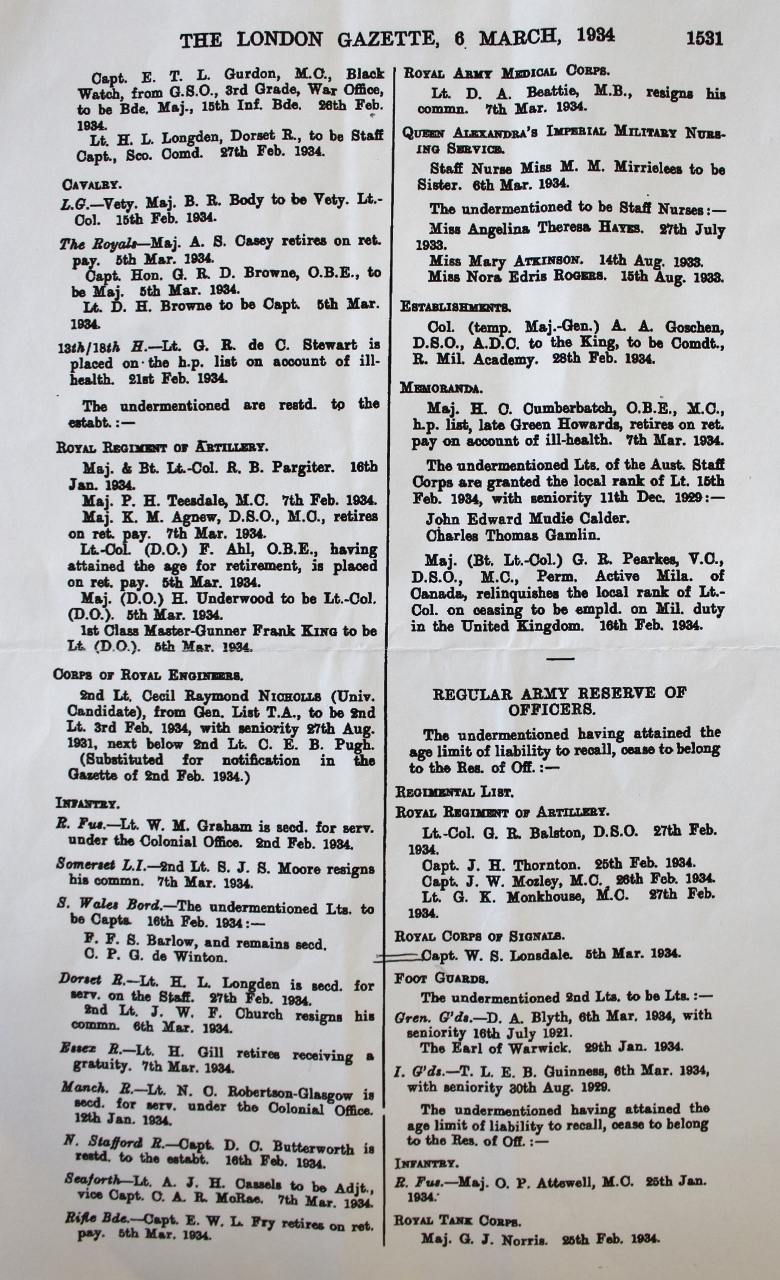 THE LONDON GAZETTE, 6 MARCH, 1934 1531
Capt. E. T. L. Gurdon, M.C., Black
Watch, from G.S.O., 3rd Grade, War Office,
to be Bde. Maj., 15th Inf. Bde. 26th Feb.
1934.
Lt. H. L. Longden, Dorset R., to be Staff
Capt., Sco. Comd. 27th Feb. 1934.
CAVALRY.
L.G.—Vety. Maj. B. R. Body to be Vety. Lt.-
Col. 15th Feb. 1934.
The Royals—Maj. A. S. Casey retires on ret.
pay. 5th Mar. 1934.
Capt. Hon. G. R. D. Browne, O.B.E., to
be Maj. 5th Mar. 1934.
Lt. D. H. Browne to be Capt. 5th Mar.
1934.
13th/18th H.—Lt. G. R. de C. Stewart is
placed on the h.p. list on account of ill-
health. 21st Feb. 1934.
The undermentioned are restd. to the
estabt.:—
ROYAL REGIMENT OF ARTILLERY.
Maj. & Bt. Lt.-Col. R. B. Pargiter. 16th
Jan. 1934.
Maj. P. H. Teesdale, M.C. 7th Feb. 1934.
Maj. K. M. Agnew, D.S.O., M.C., retires
on ret. pay. 7th Mar. 1934.
Lt.-Col. (D.O.) F. Ahl, O.B.E., having
attained the age for retirement, is placed
on ret. pay. 5th Mar. 1934.
Maj. (D.O.) H. Underwood to be Lt.-Col.
(D.O.). 5th Mar. 1934.
1st Class Master-Gunner Frank KING to be
Lt. (D.O.). 5th Mar. 1934.
CORPS OF ROYAL ENGINEERS.
2nd Lt. Cecil Raymond NICHOLLS (Univ.
Candidate), from Gen. List T.A., to be 2nd
Lt. 3rd Feb. 1934, with seniority 27th Aug.
1931, next below 2nd Lt. C. E. B. Pugh.
(Substituted for notification in the
Gazette of 2nd Feb. 1934.)
INFANTRY.
R. Fus.—Lt. W. M. Graham is secd. for serv.
under the Colonial Office. 2nd Feb. 1934.
Somerset L.I.—2nd Lt. S. J. S. Moore resigns
his commn. 7th Mar. 1934.
S. Wales Bord.—The undermentioned Lts. to
be Capts. 16th Feb. 1934:—
F. F. S. Barlow, and remains secd.
C. P. G. de Winton.
Dorset R.—Lt. H. L. Longden is secd. for
serv. on the Staff. 27th Feb. 1934.
2nd Lt. J. W. F. Church resigns his
commn. 6th Mar. 1934.
Essex R.—Lt. H. Gill retires receiving a
gratuity. 7th Mar. 1934.
Manch. R.—Lt. N. C. Robertson-Glasgow is
secd. for serv. under the Colonial Office.
12th Jan. 1934.
N. Stafford R.—Capt. D. C. Butterworth is
restd. to the estabt. 16th Feb. 1934.
Seaforth—Lt. A. J. H. Cassels to be Adjt.,
vice Capt. C. A. R. McRae. 7th Mar. 1934.
Rifle Bde.—Capt. E. W. L. Fry retires on ret.
pay. 5th Mar. 1934.
ROYAL ARMY MEDICAL CORPS.
Lt. D. A. Beattie, M.B., resigns his
commn. 7th Mar. 1934.
QUEEN ALEXANDRA'S IMPERIAL MILITARY NURS-
ING SERVICE.
Staff Nurse Miss M. M. Mirrielees to be
Sister. 6th Mar. 1934.
The undermentioned to be Staff Nurses:—
Miss Angelina Theresa HAYES. 27th July
1933.
Miss Mary ATKINSON. 14th Aug. 1933.
Miss Nora Edris ROGERS. 15th Aug. 1933.
ESTABLISHMENTS.
Col. (temp. Maj.-Gen.) A. A. Goschen,
D.S.O., A.D.C. to the King, to be Comdt.,
R. Mil. Academy. 28th Feb. 1934.
MEMORANDA.
Maj. H. C. Cumberbatch, O.B.E., M.C.,
h.p. list, late Green Howards, retires on ret.
pay on account of ill-health. 7th Mar. 1934.
The undermentioned Lts. of the Aust. Staff
Corps are granted the local rank of Lt. 15th
Feb. 1934, with seniority 11th Dec. 1929:—
John Edward Mudie Calder.
Charles Thomas Gamlin.
Maj. (Bt. Lt.-Col.) G. R. Pearkes, V.C.,
D.S.O., M.C., Perm. Active Mila. of
Canada, relinquishes the local rank of Lt.-
Col. on ceasing to be empld. on Mil. duty
in the United Kingdom. 16th Feb. 1934.
REGULAR ARMY RESERVE OF
OFFICERS.
The undermentioned having attained the
age limit of liability to recall, cease to belong
to the Res. of Off.:—
REGIMENTAL LIST.
ROYAL REGIMENT OF ARTILLERY.
Lt.-Col. G. R. Balston, D.S.O. 27th Feb.
1934.
Capt. J. H. Thornton. 25th Feb. 1934.
Capt. J. W. Mozley, M.C. 26th Feb. 1934.
Lt. G. K. Monkhouse, M.C. 27th Feb.
1934.
ROYAL CORPS OF SIGNALS.
Capt. W. S. Lonsdale. 5th Mar. 1934.
FOOT GUARDS.
The undermentioned 2nd Lts. to be Lts.:—
Gren. G'ds.—D. A. Blyth, 6th Mar. 1934, with
seniority 16th July 1921.
The Earl of Warwick. 29th Jan. 1934.
I. G'ds.—T. L. E. B. Guinness, 6th Mar. 1934,
with seniority 30th Aug. 1929.
The undermentioned having attained the
age limit of liability to recall, cease to belong
to the Res. of Off.:—
INFANTRY.
R. Fus.—Maj. O. P. Attewell, M.C. 25th Jan.
1934.
ROYAL TANK CORPS.
Maj. G. J. Norris. 25th Feb. 1934.